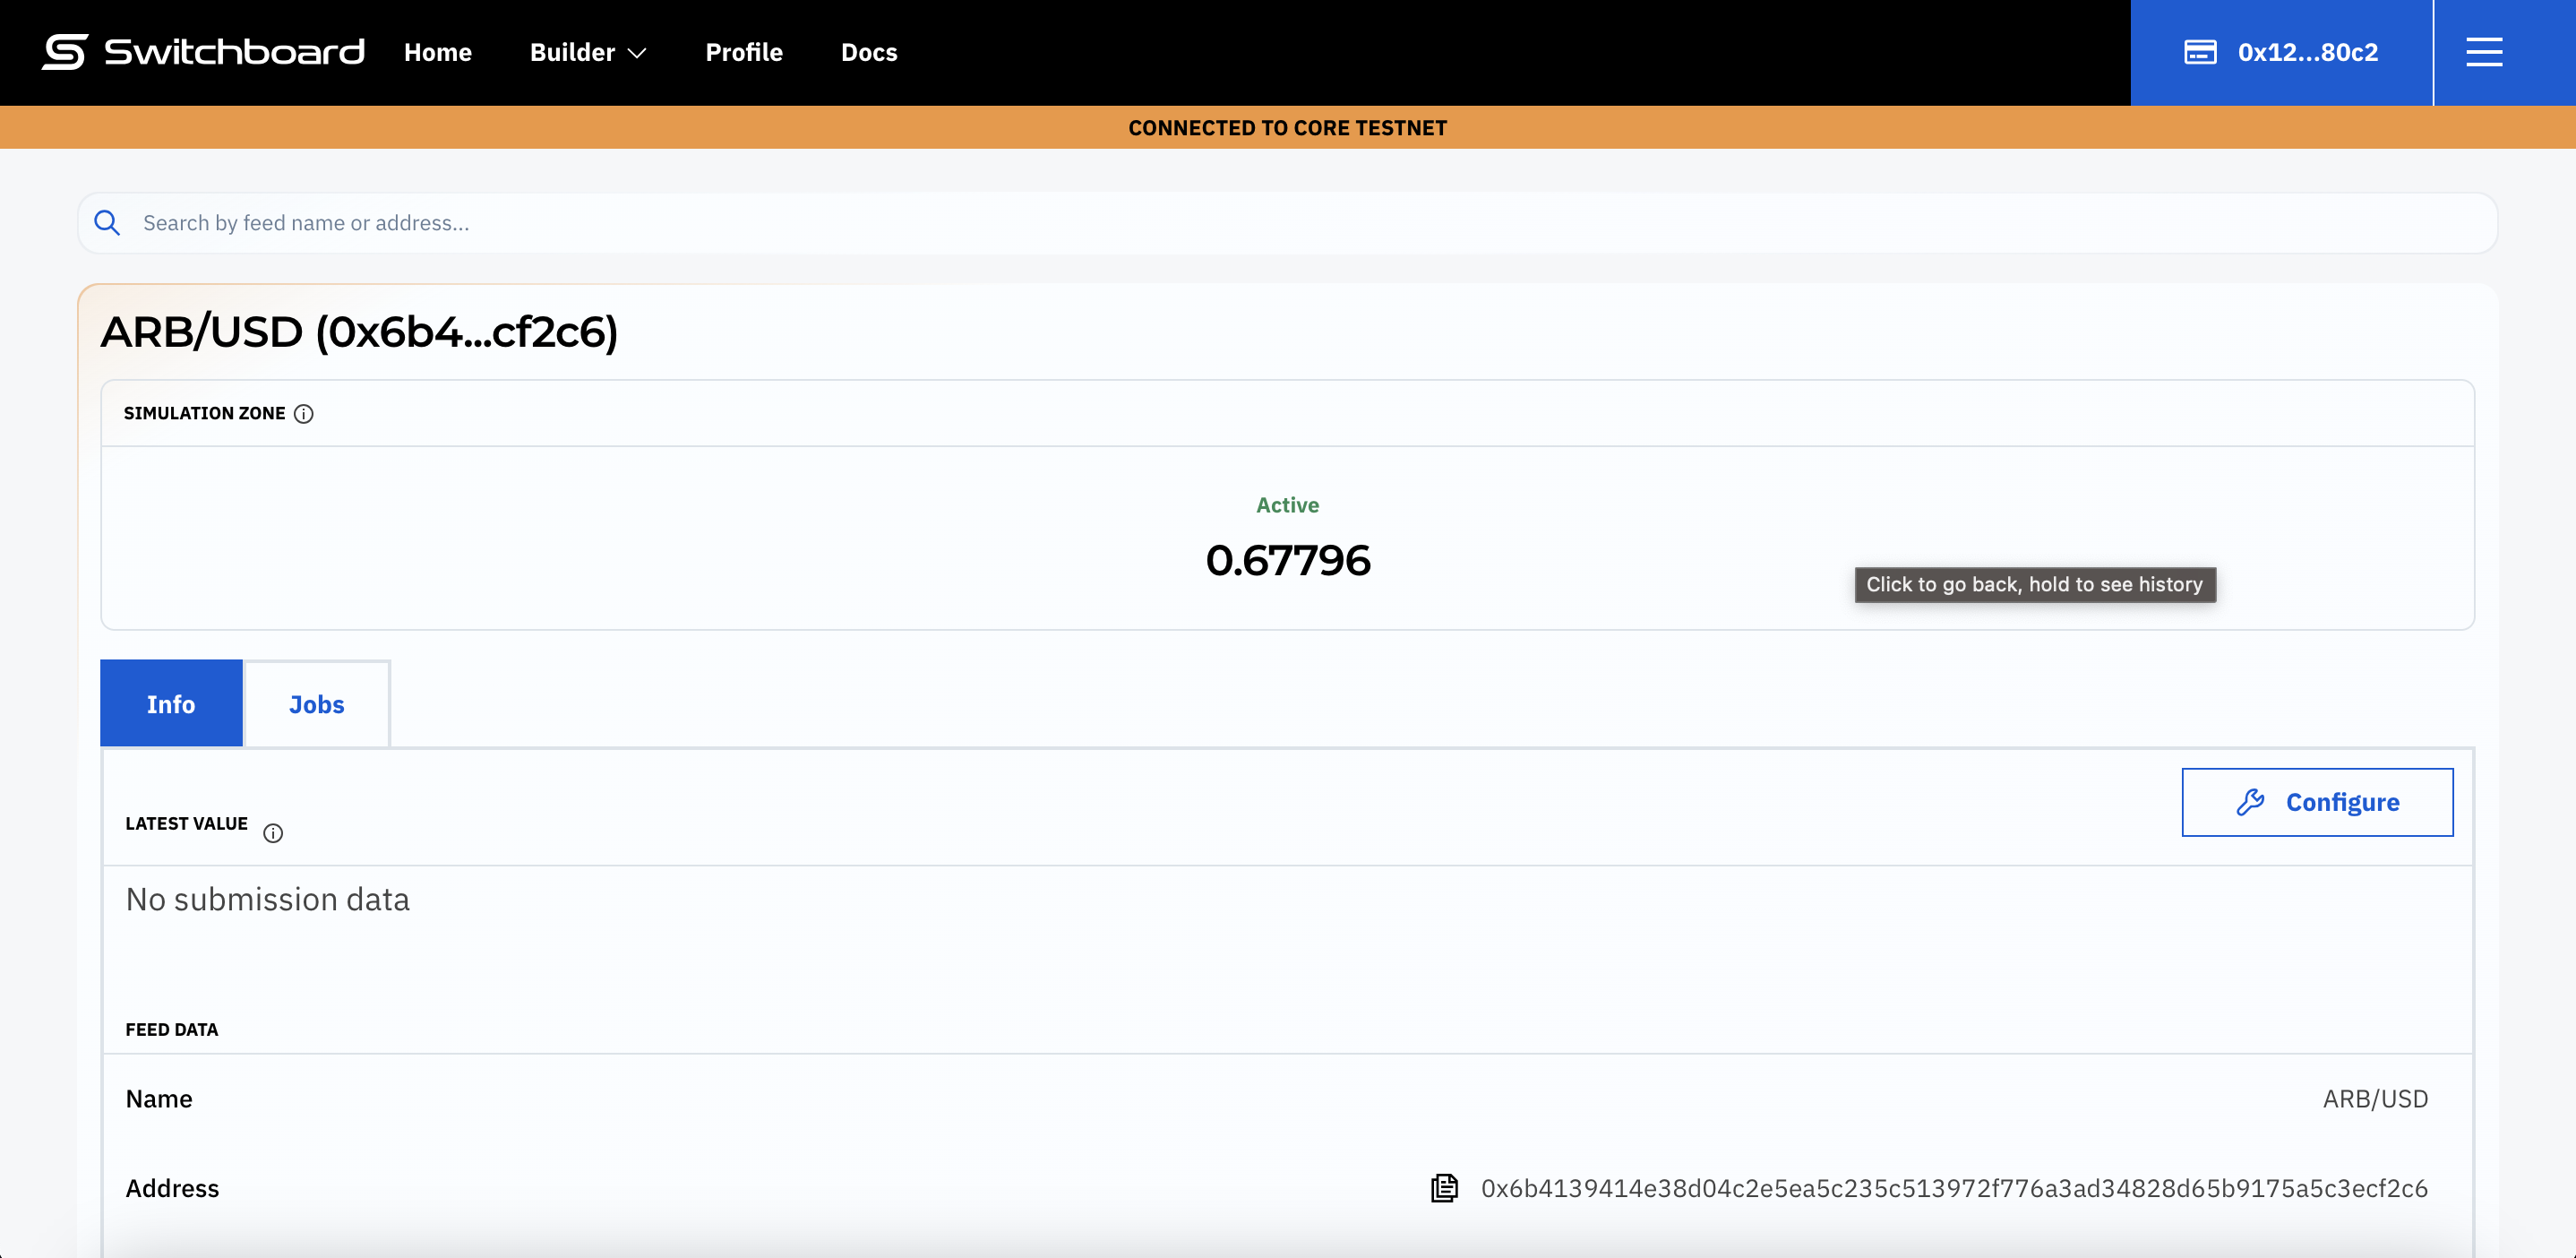 Switchboard
Home
Builder
Profile
Docs
0x12...80c2
CONNECTED TO CORE TESTNET
Search by feed name or address...
ARB/USD (0x6b4...cf2c6)
SIMULATION ZONE
Active
0.67796
Click to go back, hold to see history
Info
Jobs
Configure
LATEST VALUE
No submission data
FEED DATA
Name
ARB/USD
Address
0x6b4139414e38d04c2e5ea5c235c513972f776a3ad34828d65b9175a5c3ecf2c6